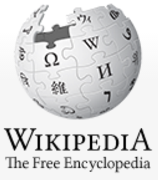 Ω W
И
WIKIPEDIA
The Free Encyclopedia